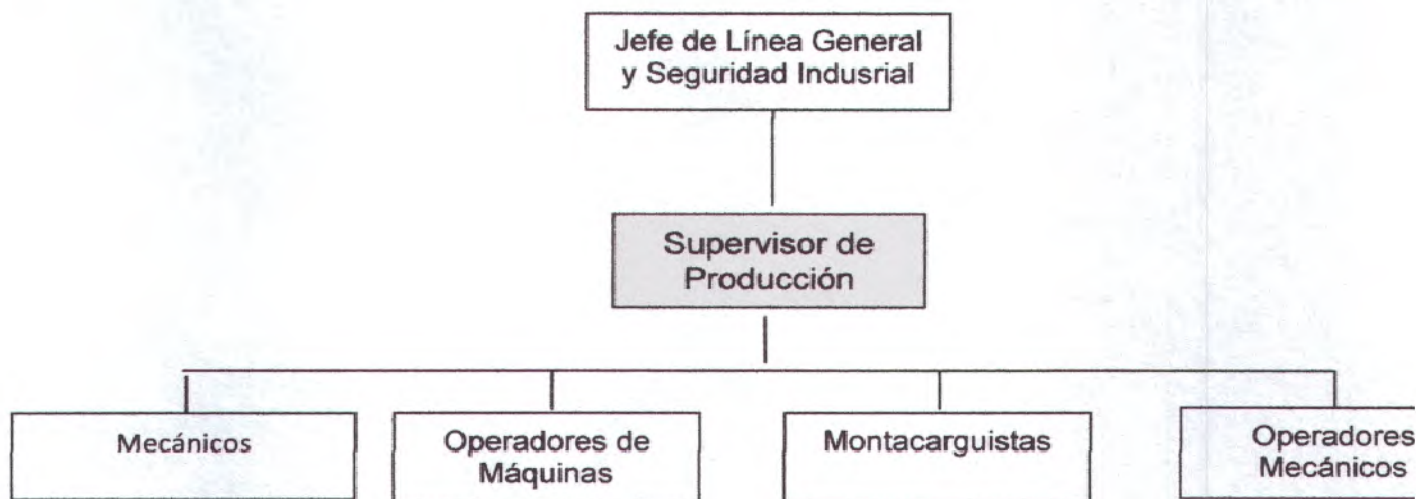 Jefe de Línea General
y Seguridad Indusrial
Supervisor de
Producción
Mecánicos
Operadores de
Máquinas
Montacarguistas
Operadores
Mecánicos